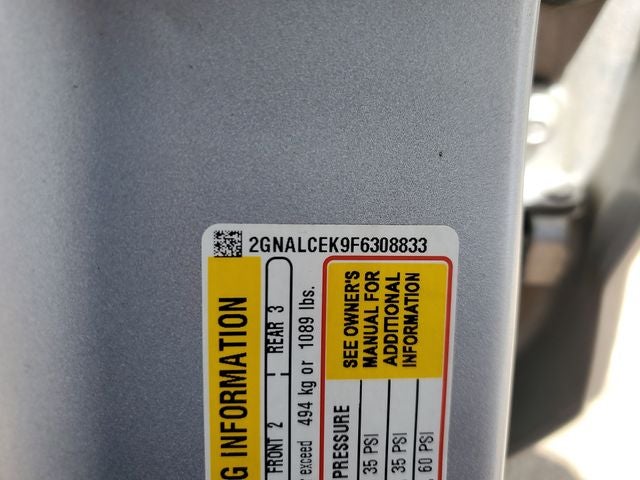 2GNALCEK9F6308833
G INFORMATION
FRONT 2 REAR 3
exceed 494 kg or 1089 lbs.
SEE OWNER'S
MANUAL FOR
ADDITIONAL
INFORMATION
PRESSURE
35 PSI
35 PSI
60 PSI